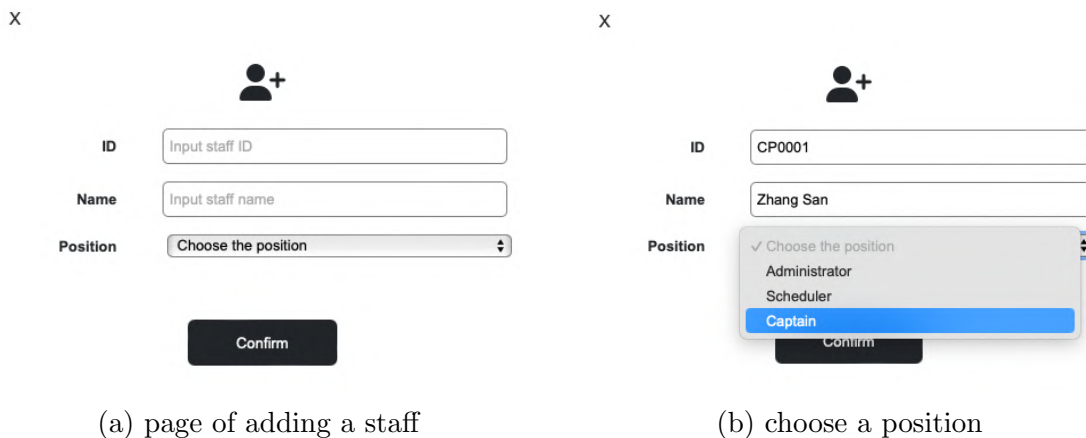 X
ID
Input staff ID
Name
Input staff name
Position
Choose the position
Confirm
(a) page of adding a staff
X
ID
CP0001
Name
Zhang San
Position
✓ Choose the position
Administrator
Scheduler
Captain
Confirm
(b) choose a position